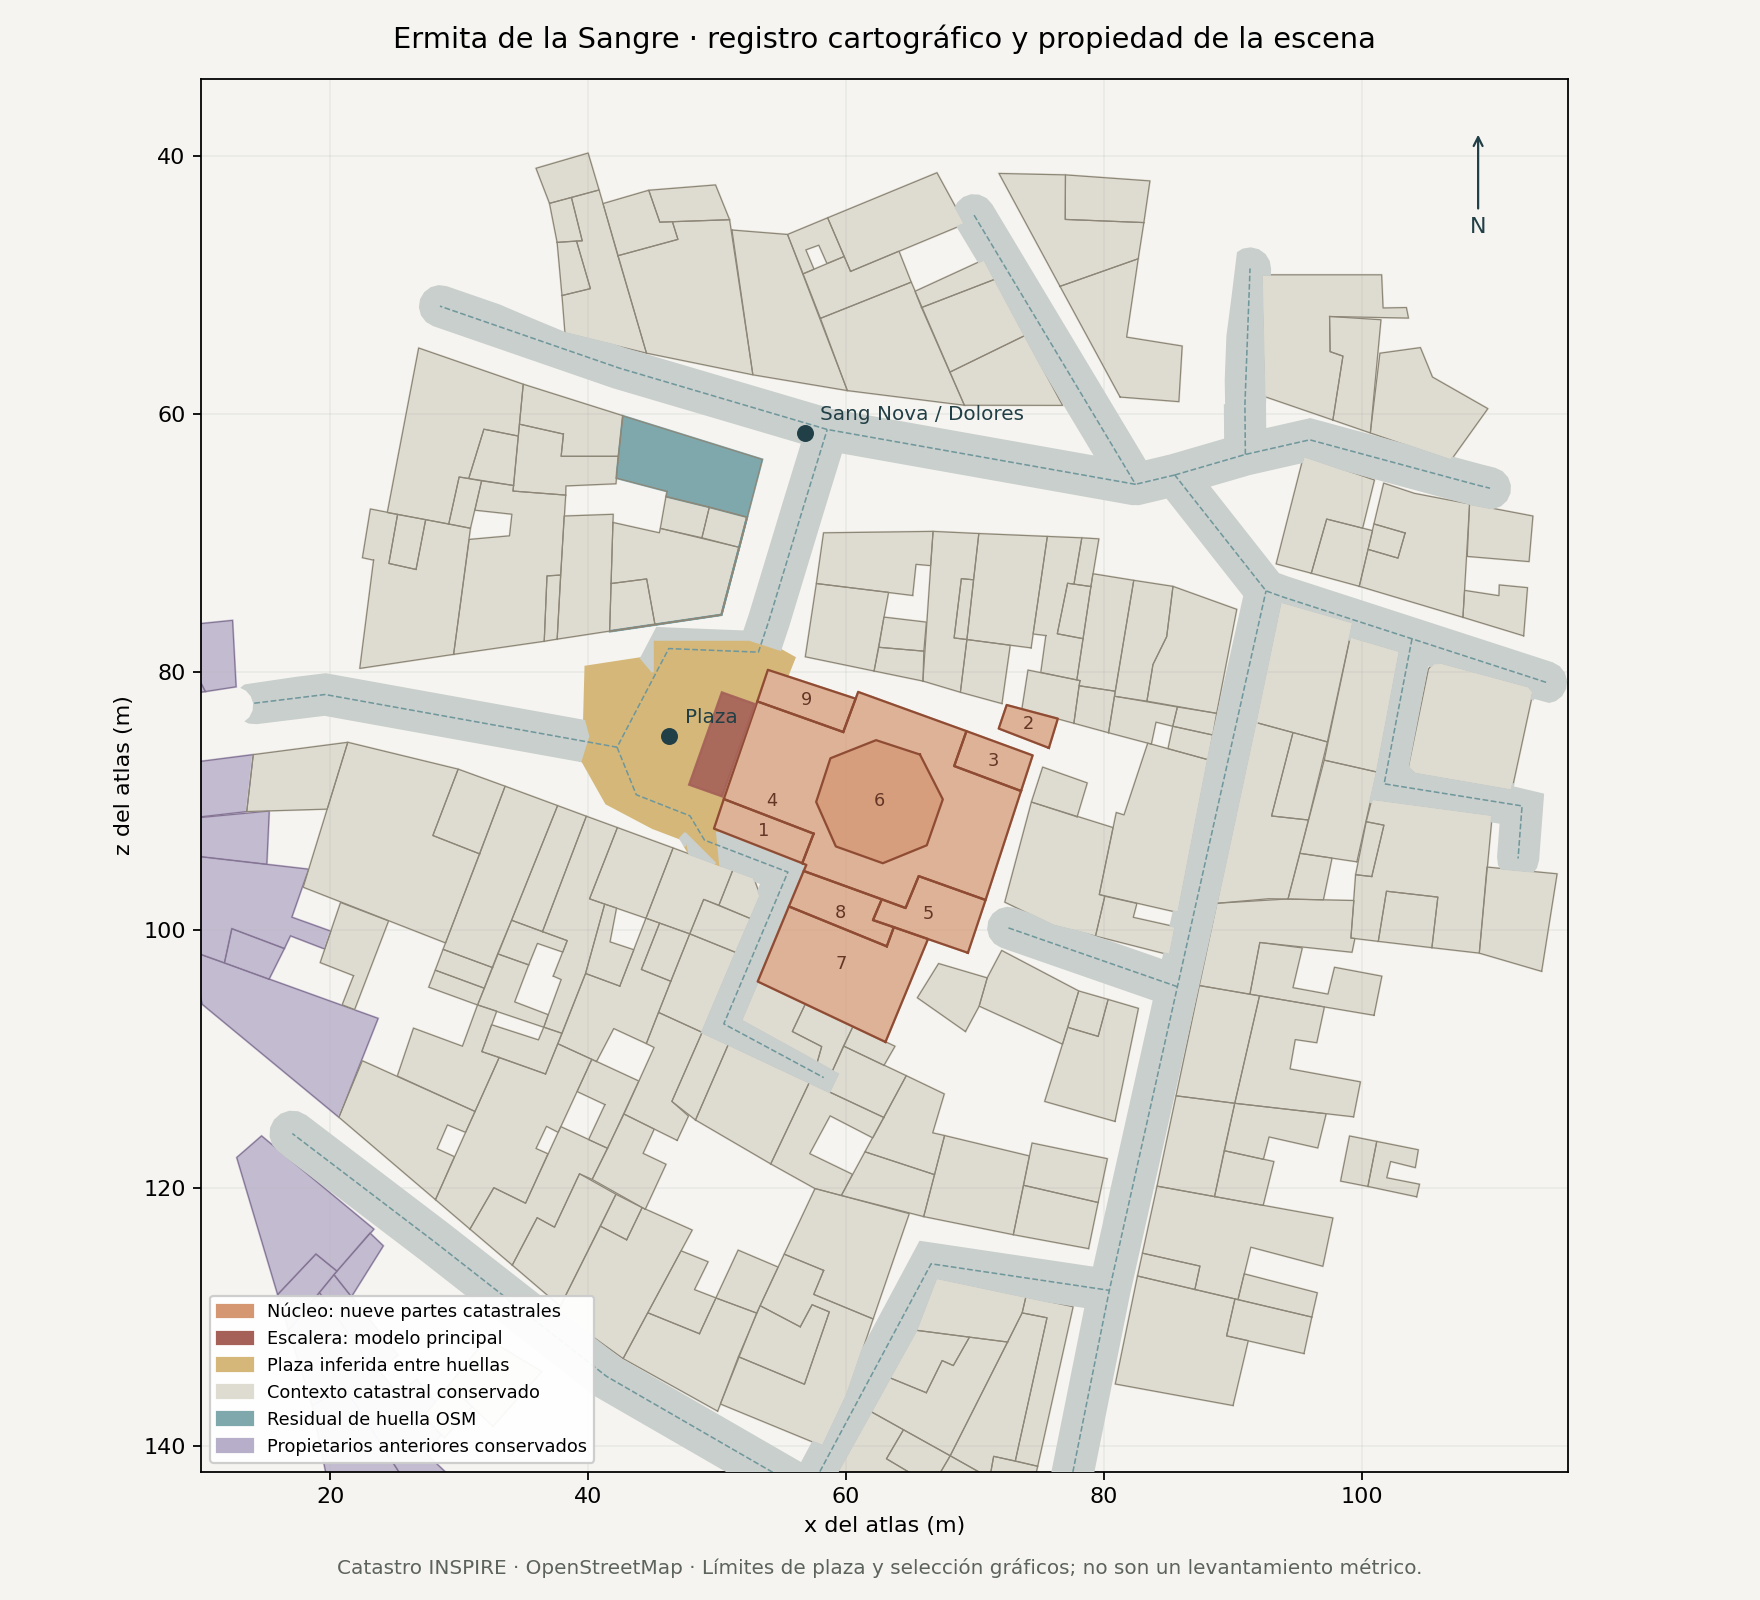 Ermita de la Sangre · registro cartográfico y propiedad de la escena
40
60
80
100
120
140
z del atlas (m)
N
Sang Nova / Dolores
Plaza
9
2
3
4
6
1
8
5
7
Núcleo: nueve partes catastrales
Escalera: modelo principal
Plaza inferida entre huellas
Contexto catastral conservado
Residual de huella OSM
Propietarios anteriores conservados
20
40
60
80
100
x del atlas (m)
Catastro INSPIRE · OpenStreetMap · Límites de plaza y selección gráficos; no son un levantamiento métrico.